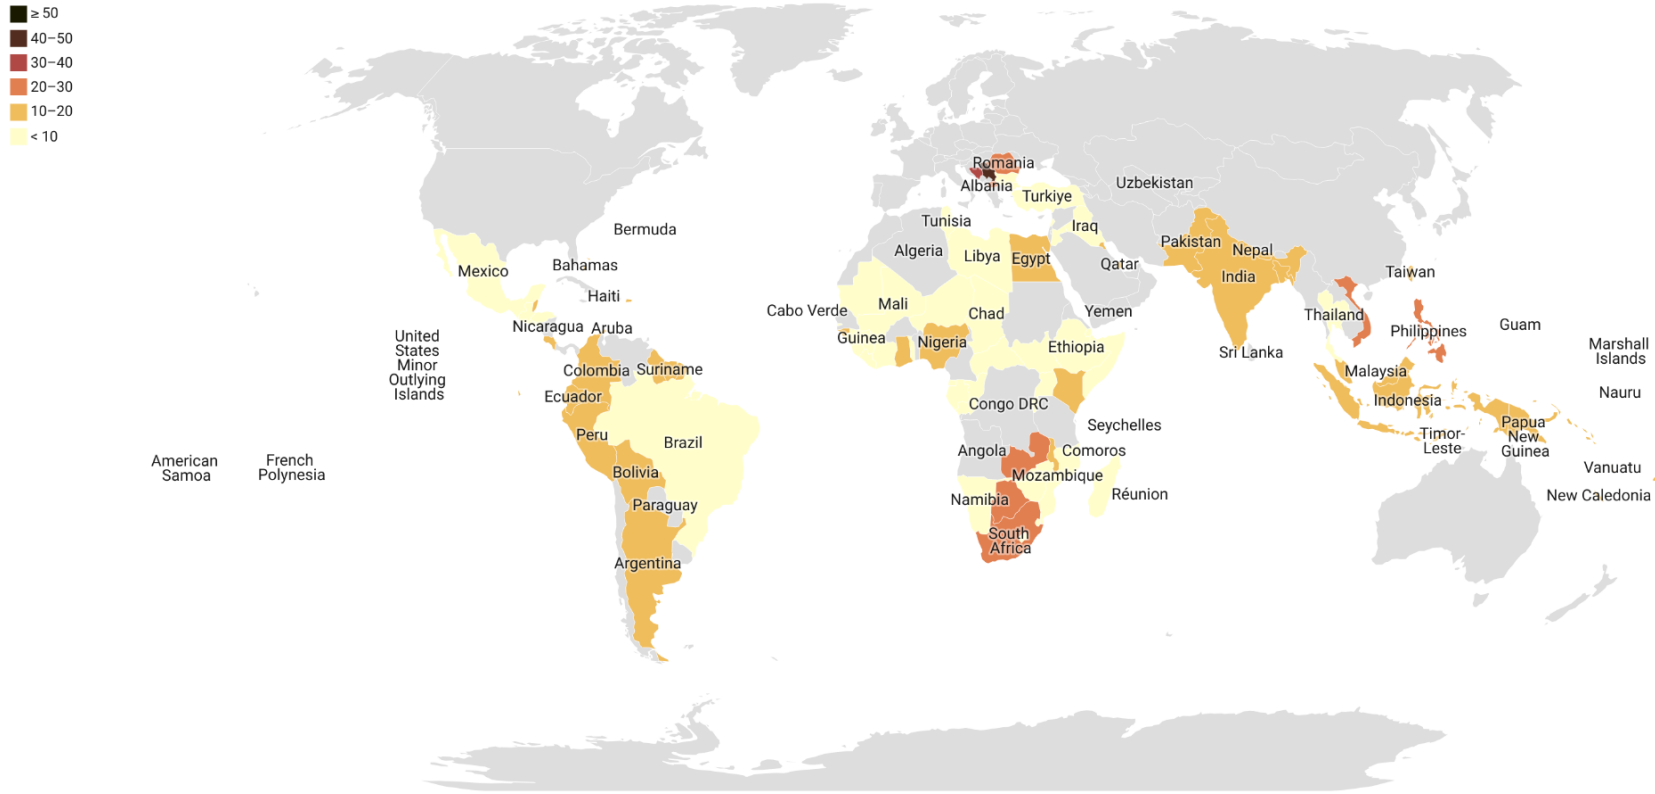 ≥ 50
40–50
30–40
20–30
10–20
< 10
Romania
Albania
Turkiye
Uzbekistan
Tunisia
Iraq
Bermuda
Algeria
Libya
Egypt
Pakistan
Nepal
Qatar
India
Taiwan
Mexico
Bahamas
Haiti
Cabo Verde
Mali
Chad
Yemen
Thailand
Philippines
Guam
Nicaragua
Aruba
Guinea
Nigeria
Ethiopia
Sri Lanka
United
States
Minor
Outlying
Islands
Marshall
Islands
Colombia
Suriname
Malaysia
Ecuador
Congo DRC
Indonesia
Nauru
Seychelles
Peru
Brazil
Papua
New
Guinea
Timor-
Leste
Angola
Comoros
American
Samoa
French
Polynesia
Bolivia
Mozambique
Vanuatu
Namibia
Réunion
New Caledonia
Paraguay
South
Africa
Argentina